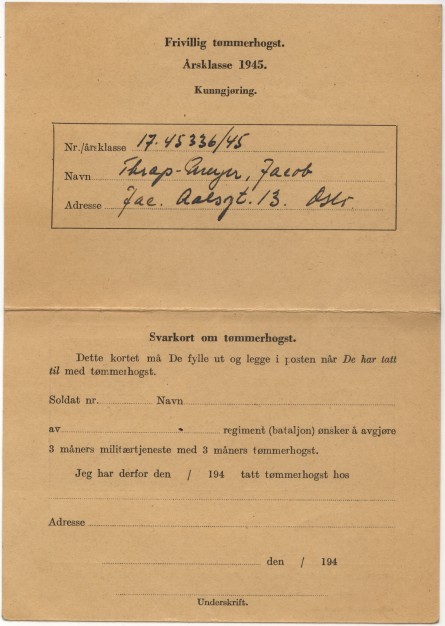 Frivillig tømmerhogst.
Årsklasse 1945.
Kunngjøring.
Nr./årsklasse 17.45336/45
Navn Thrap-Meyer, Jacob
Adresse Jac. Aalsgt. 13. Oslo.
Svarkort om tømmerhogst.
Dette kortet må De fylle ut og legge i posten når De har tatt
til med tømmerhogst.
Soldat nr. Navn
av regiment (bataljon) ønsker å avgjøre
3 måners militærtjeneste med 3 måners tømmerhogst.
Jeg har derfor den / 194 tatt tømmerhogst hos
Adresse
den / 194
Underskrift.